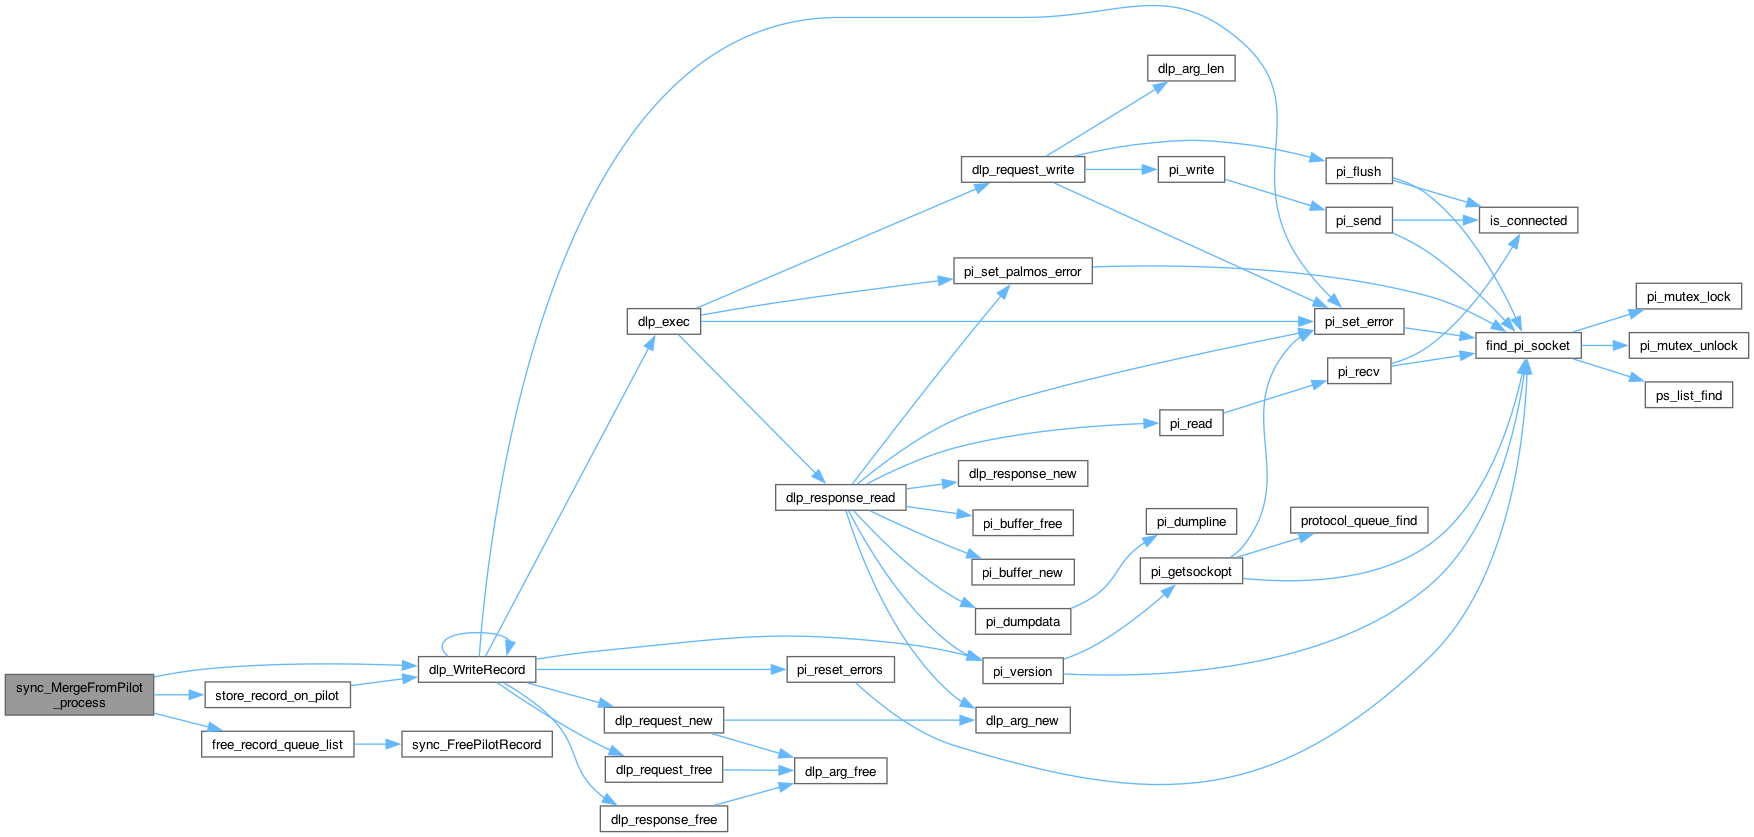 dlp_arg_len
dlp_request_write
pi_write
pi_flush
pi_send
is_connected
pi_set_palmos_error
pi_mutex_lock
dlp_exec
pi_set_error
find_pi_socket
pi_mutex_unlock
pi_recv
ps_list_find
pi_read
dlp_response_new
dlp_response_read
pi_buffer_free
pi_dumpline
protocol_queue_find
pi_buffer_new
pi_getsockopt
pi_dumpdata
dlp_WriteRecord
pi_reset_errors
pi_version
sync_MergeFromPilot
_process
store_record_on_pilot
dlp_request_new
dlp_arg_new
free_record_queue_list
sync_FreePilotRecord
dlp_request_free
dlp_arg_free
dlp_response_free